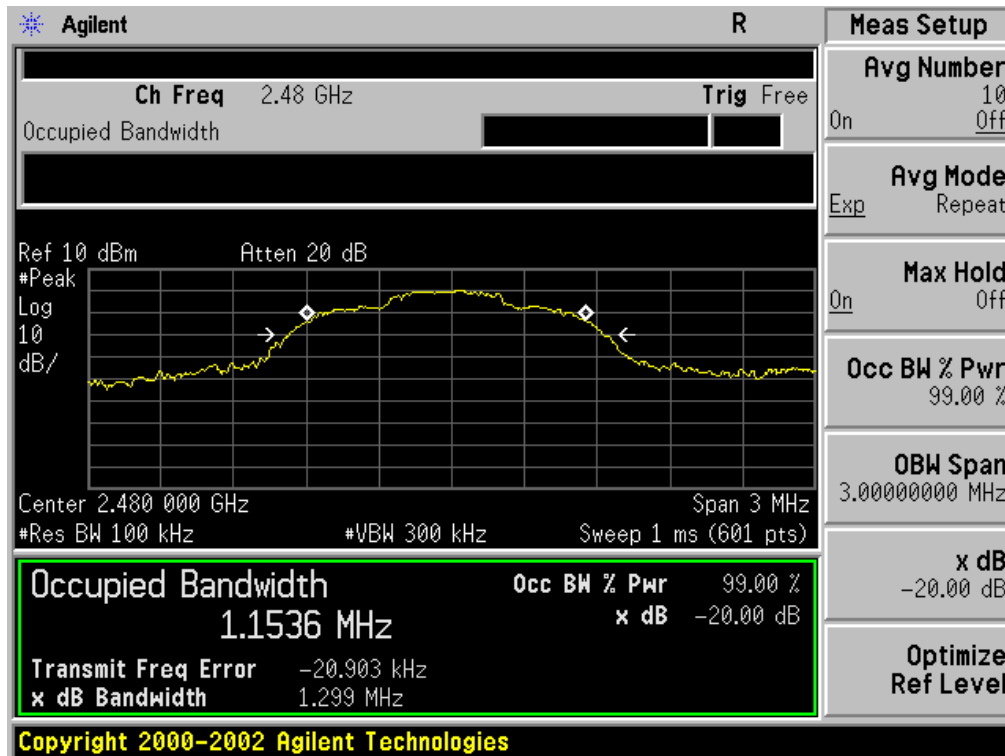 Agilent R Meas Setup
Ch Freq 2.48 GHz Trig Free
Occupied Bandwidth
Ref 10 dBm Atten 20 dB
#Peak
Log
10
dB/
Center 2.480 000 GHz Span 3 MHz
#Res BW 100 kHz #VBW 300 kHz Sweep 1 ms (601 pts)
Occupied Bandwidth
1.1536 MHz
Occ BW % Pwr 99.00 %
x dB -20.00 dB
Transmit Freq Error -20.903 kHz
x dB Bandwidth 1.299 MHz
Avg Number
10
On Off
Avg Mode
Exp Repeat
Max Hold
On Off
Occ BW % Pwr
99.00 %
OBW Span
3.00000000 MHz
x dB
-20.00 dB
Optimize
Ref Level
Copyright 2000-2002 Agilent Technologies